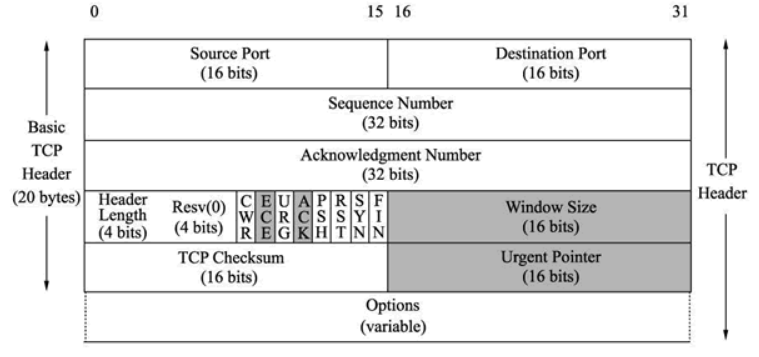 0 15 16 31
Source Port
(16 bits)
Destination Port
(16 bits)
Sequence Number
(32 bits)
Basic
TCP
Header
(20 bytes)
Acknowledgment Number
(32 bits)
TCP
Header
Header
Length
(4 bits)
Resv(0)
(4 bits)
CWR
ECE
URG
ACK
PSH
RST
SYN
FIN
Window Size
(16 bits)
TCP Checksum
(16 bits)
Urgent Pointer
(16 bits)
Options
(variable)